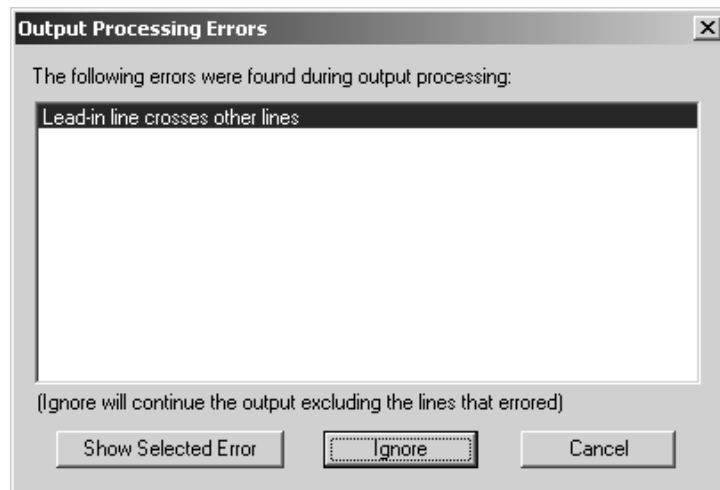 Output Processing Errors
The following errors were found during output processing:
Lead-in line crosses other lines
(Ignore will continue the output excluding the lines that errored)
Show Selected Error Ignore Cancel